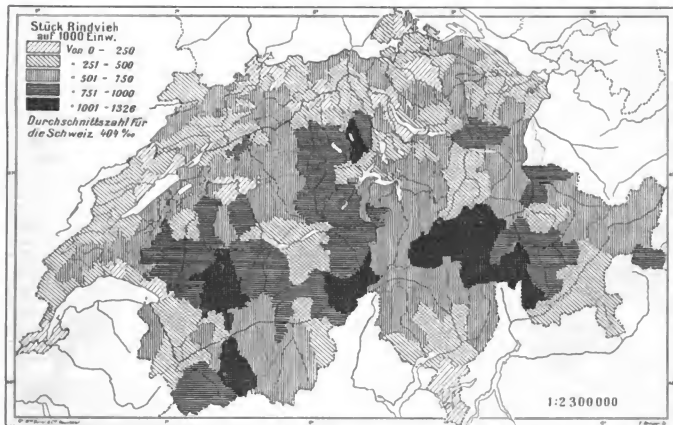 Stück Rindvieh
auf 1000 Einw.
Von 0 - 250
" 251 - 500
" 501 - 750
" 751 - 1000
" 1001 - 1326
Durchschnittszahl für
die Schweiz 404 ‰
1:2300000